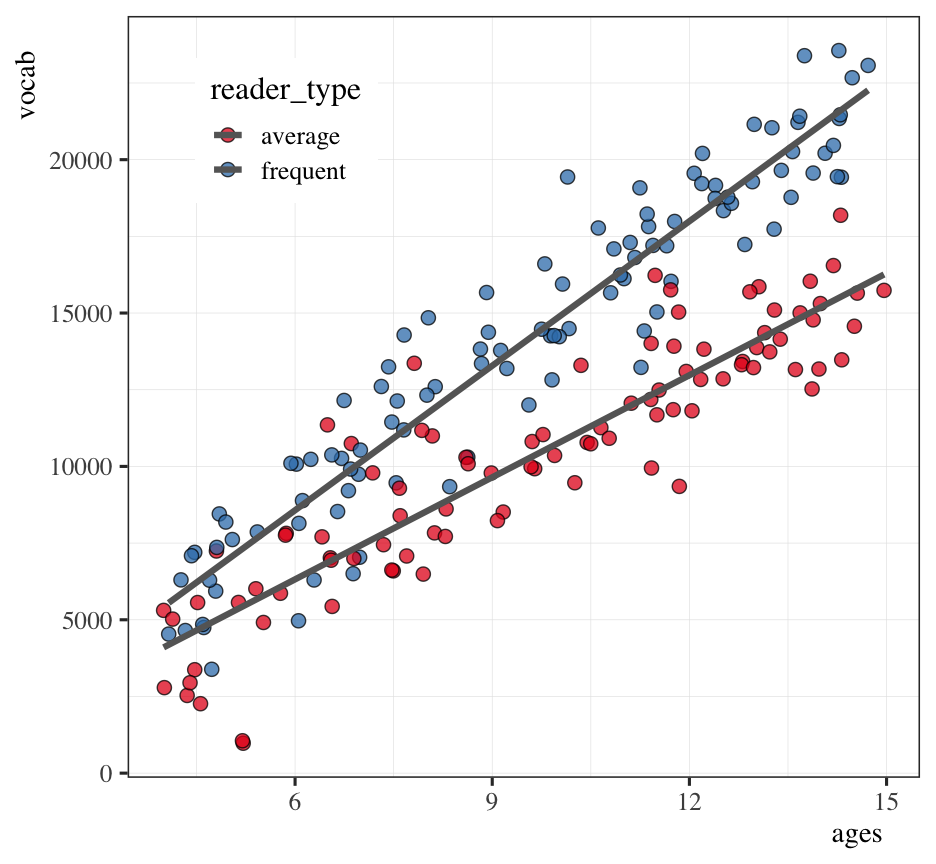 vocab
reader_type
average
frequent
20000
15000
10000
5000
0
6 9 12 15
ages